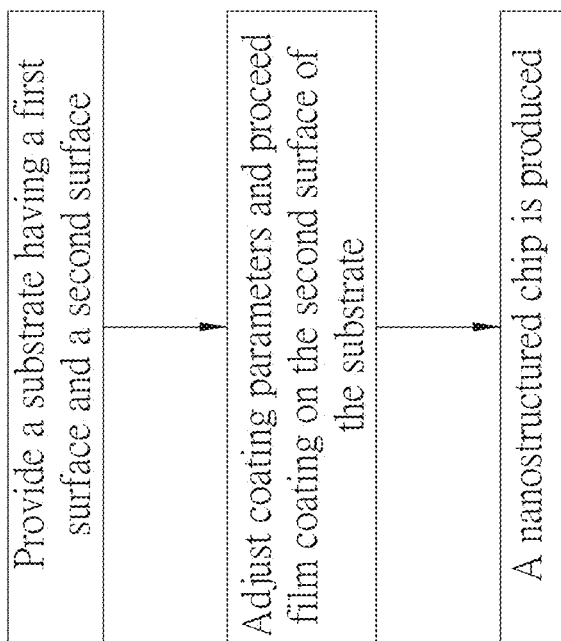 Provide a substrate having a first
surface and a second surface
Adjust coating parameters and proceed
film coating on the second surface of
the substrate
A nanostructured chip is produced